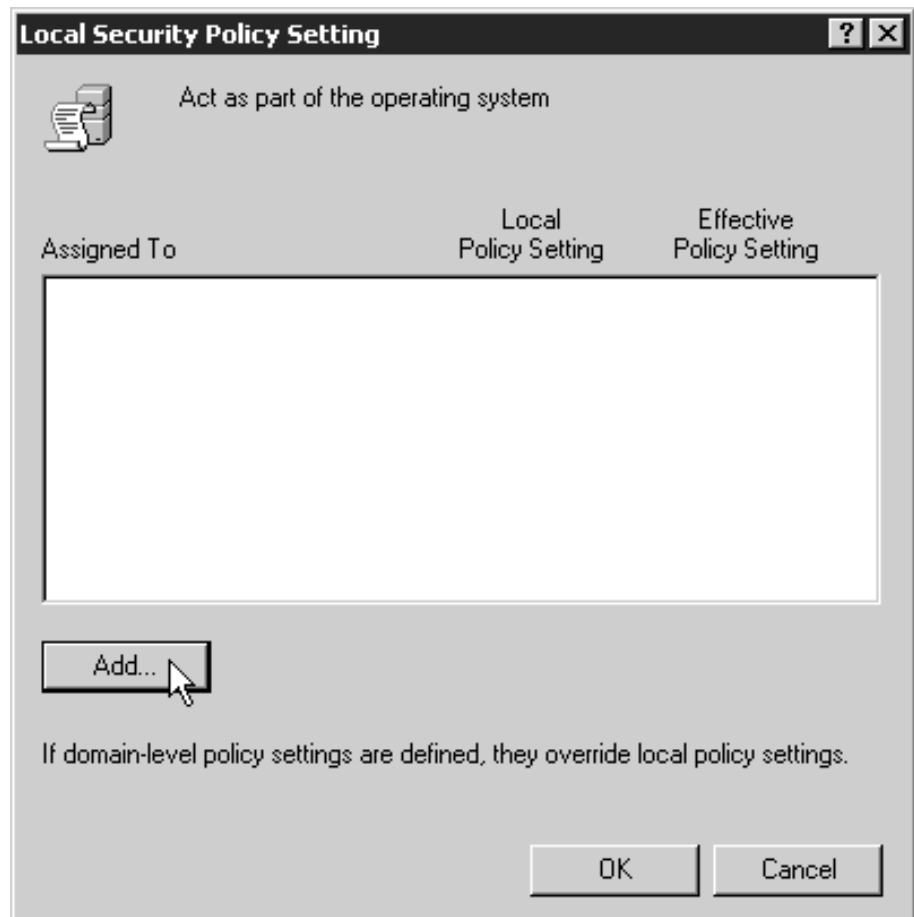 Local Security Policy Setting
Act as part of the operating system
Assigned To
Local
Policy Setting
Effective
Policy Setting
Add...
If domain-level policy settings are defined, they override local policy settings.
OK
Cancel